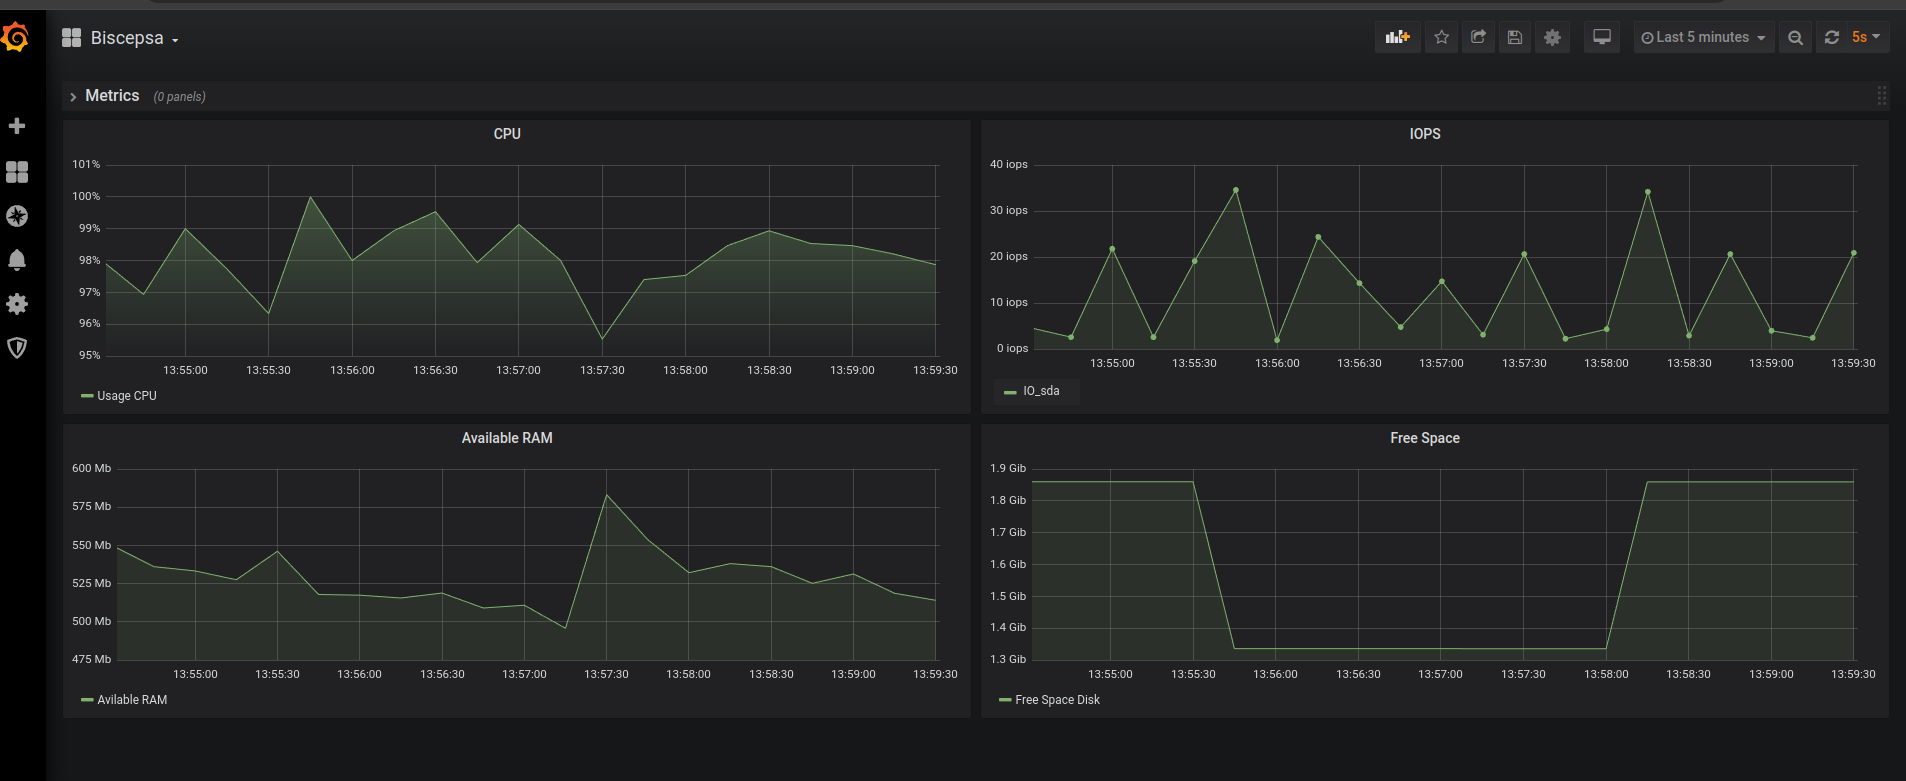 Biscepsa
Last 5 minutes 5s
Metrics (0 panels)
CPU
101%
100%
99%
98%
97%
96%
95%
13:55:00 13:55:30 13:56:00 13:56:30 13:57:00 13:57:30 13:58:00 13:58:30 13:59:00 13:59:30
Usage CPU
IOPS
40 iops
30 iops
20 iops
10 iops
0 iops
13:55:00 13:55:30 13:56:00 13:56:30 13:57:00 13:57:30 13:58:00 13:58:30 13:59:00 13:59:30
IO_sda
Available RAM
600 Mb
575 Mb
550 Mb
525 Mb
500 Mb
475 Mb
13:55:00 13:55:30 13:56:00 13:56:30 13:57:00 13:57:30 13:58:00 13:58:30 13:59:00 13:59:30
Avilable RAM
Free Space
1.9 Gib
1.8 Gib
1.7 Gib
1.6 Gib
1.5 Gib
1.4 Gib
1.3 Gib
13:55:00 13:55:30 13:56:00 13:56:30 13:57:00 13:57:30 13:58:00 13:58:30 13:59:00 13:59:30
Free Space Disk